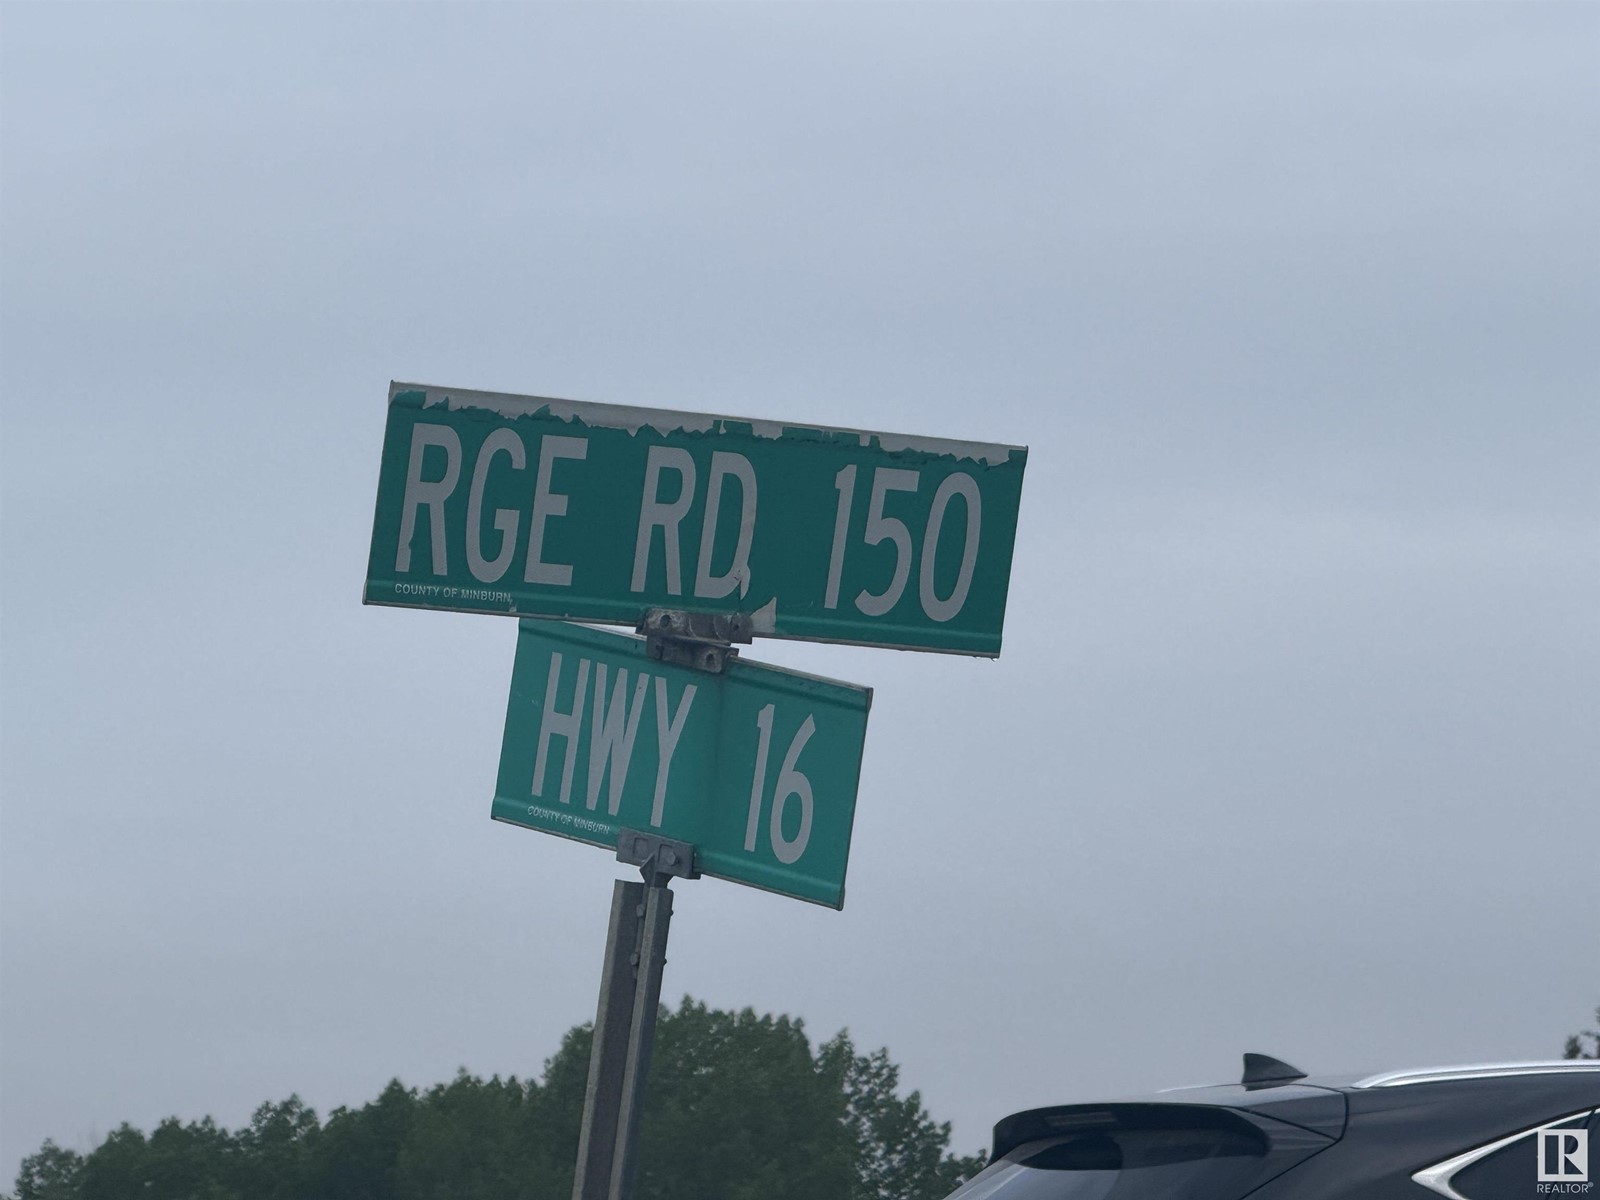 RGE RD 150
COUNTY OF MINBURN
HWY 16
COUNTY OF MINBURN
REALTOR®